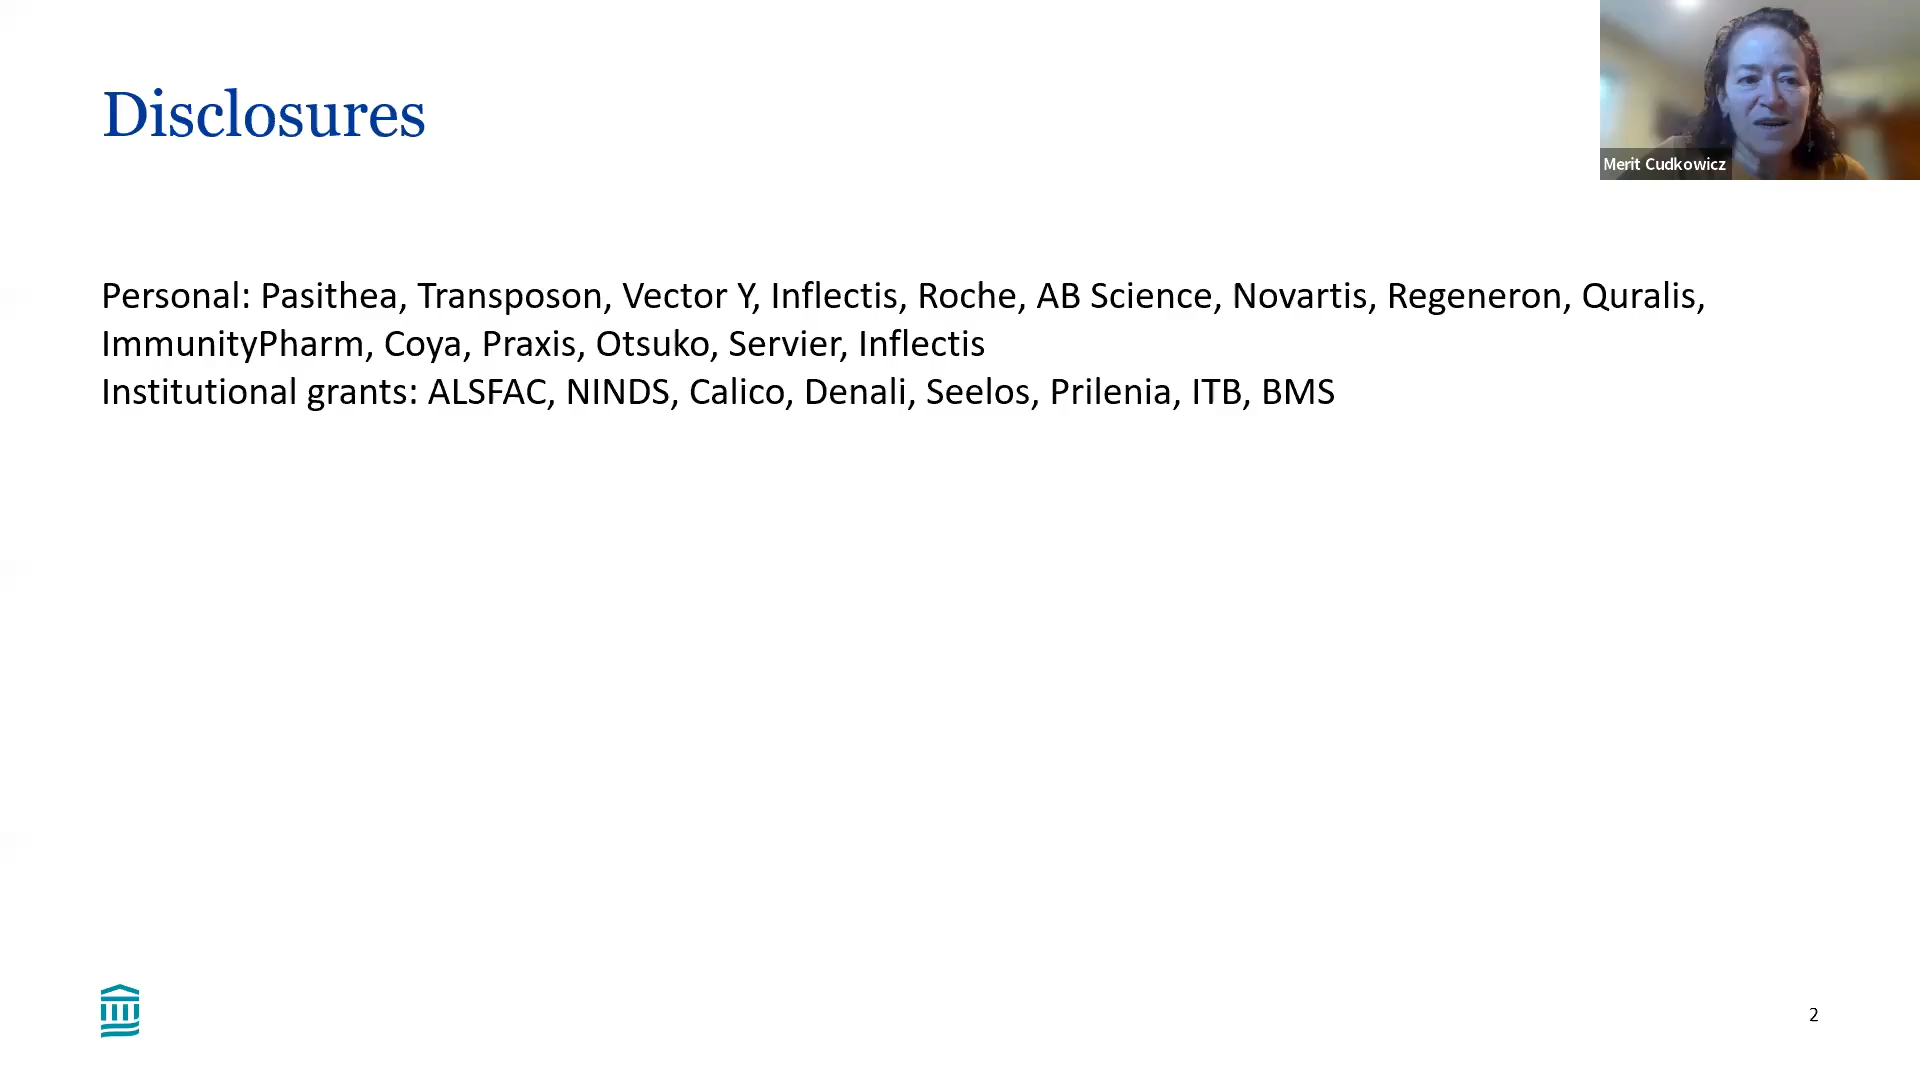 Disclosures
Merit Cudkowicz
Personal: Pasithea, Transposon, Vector Y, Inflectis, Roche, AB Science, Novartis, Regeneron, Quralis,
ImmunityPharm, Coya, Praxis, Otsuko, Servier, Inflectis
Institutional grants: ALSFAC, NINDS, Calico, Denali, Seelos, Prilenia, ITB, BMS
2